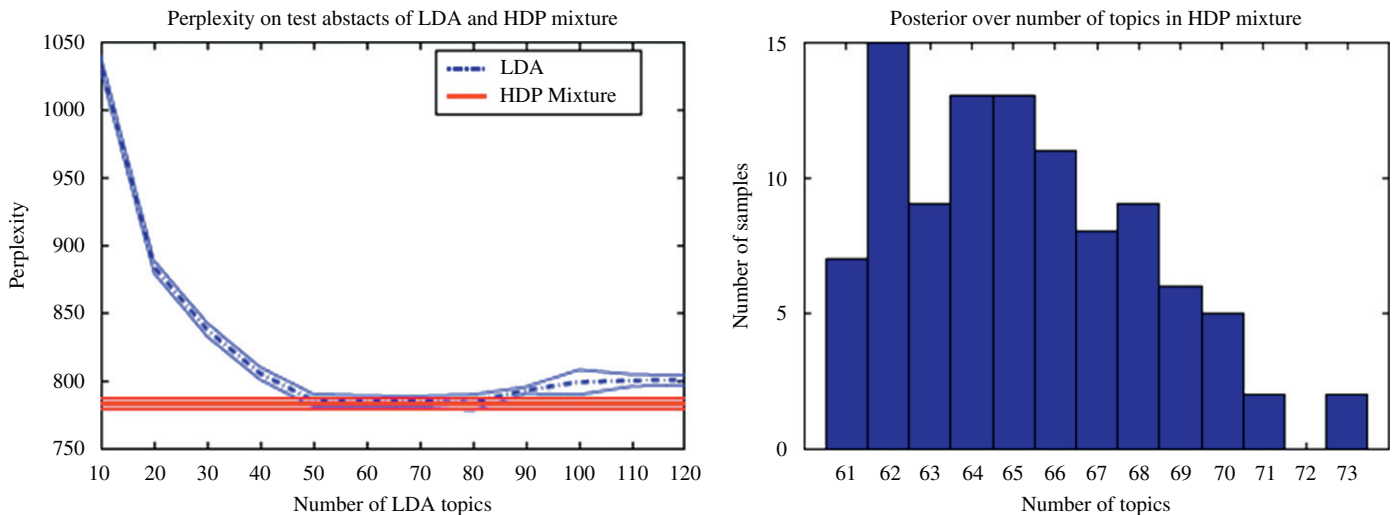 Perplexity on test abstacts of LDA and HDP mixture
1050
1000
950
900
850
800
750
Perplexity
LDA
HDP Mixture
10 20 30 40 50 60 70 80 90 100 110 120
Number of LDA topics
Posterior over number of topics in HDP mixture
15
10
5
0
Number of samples
61 62 63 64 65 66 67 68 69 70 71 72 73
Number of topics